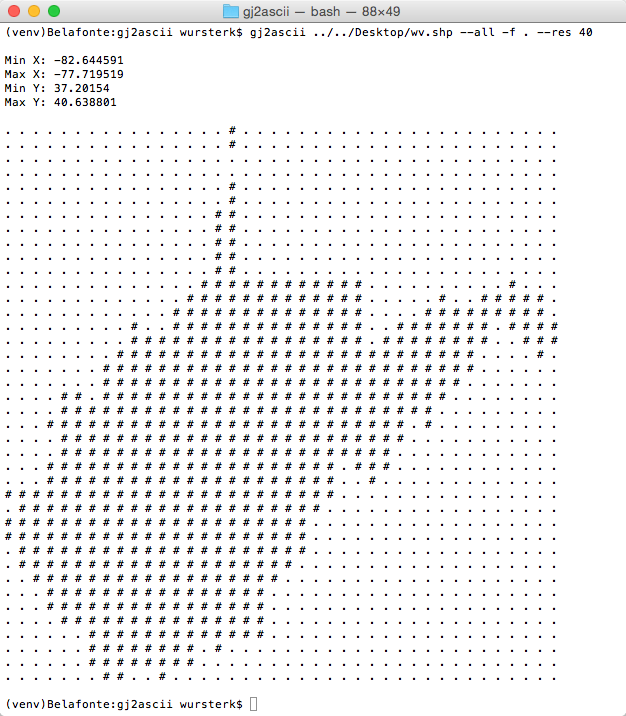 gj2ascii — bash — 88×49
(venv)Belafonte:gj2ascii wursterk$ gj2ascii ../../Desktop/wv.shp --all -f . --res 40
Min X: -82.644591
Max X: -77.719519
Min Y: 37.20154
Max Y: 40.638801
. . . . . . . . . . . . . . . . # . . . . . . . . . . . . . . . . . . . . . . .
. . . . . . . . . . . . . . . . # . . . . . . . . . . . . . . . . . . . . . . .
. . . . . . . . . . . . . . . . . . . . . . . . . . . . . . . . . . . . . . . .
. . . . . . . . . . . . . . . . . . . . . . . . . . . . . . . . . . . . . . . .
. . . . . . . . . . . . . . . . # . . . . . . . . . . . . . . . . . . . . . . .
. . . . . . . . . . . . . . . . # . . . . . . . . . . . . . . . . . . . . . . .
. . . . . . . . . . . . . . . # # . . . . . . . . . . . . . . . . . . . . . . .
. . . . . . . . . . . . . . . # # . . . . . . . . . . . . . . . . . . . . . . .
. . . . . . . . . . . . . . . # # . . . . . . . . . . . . . . . . . . . . . . .
. . . . . . . . . . . . . . . # # . . . . . . . . . . . . . . . . . . . . . . .
. . . . . . . . . . . . . . . # # . . . . . . . . . . . . . . . . . . . . . . .
. . . . . . . . . . . . . . # # # # # # # # # # # # . . . . . . . . . . # . . .
. . . . . . . . . . . . . # # # # # # # # # # # # # . . . . . # . . # # # # # .
. . . . . . . . . . . . # # # # # # # # # # # # # # . . . . # # # # # # # # # .
. . . . . . . . . # . . # # # # # # # # # # # # # # . . # # # # # # # . # # # #
. . . . . . . . . # # # # # # # # # # # # # # # # # . # # # # # # # # . . # # #
. . . . . . . . # # # # # # # # # # # # # # # # # # # # # # # # # # . . . . # .
. . . . . . . # # # # # # # # # # # # # # # # # # # # # # # # # # # . . . . . .
. . . . . . . # # # # # # # # # # # # # # # # # # # # # # # # # # . . . . . . .
. . . . # # . # # # # # # # # # # # # # # # # # # # # # # # # # . . . . . . . .
. . . . # # # # # # # # # # # # # # # # # # # # # # # # # # # . . . . . . . . .
. . . # # # # # # # # # # # # # # # # # # # # # # # # # # . # . . . . . . . . .
. . . . # # # # # # # # # # # # # # # # # # # # # # # # # . . . . . . . . . . .
. . . . # # # # # # # # # # # # # # # # # # # # # # # # . . . . . . . . . . . .
. . . # # # # # # # # # # # # # # # # # # # # # . # # # . . . . . . . . . . . .
. . . # # # # # # # # # # # # # # # # # # # # # . . # . . . . . . . . . . . . .
# # # # # # # # # # # # # # # # # # # # # # # # . . . . . . . . . . . . . . . .
. # # # # # # # # # # # # # # # # # # # # # # . . . . . . . . . . . . . . . . .
# # # # # # # # # # # # # # # # # # # # # # . . . . . . . . . . . . . . . . . .
# # # # # # # # # # # # # # # # # # # # # # . . . . . . . . . . . . . . . . . .
. # # # # # # # # # # # # # # # # # # # # # . . . . . . . . . . . . . . . . . .
. # # # # # # # # # # # # # # # # # # # # . . . . . . . . . . . . . . . . . . .
. . # # # # # # # # # # # # # # # # # # . . . . . . . . . . . . . . . . . . . .
. . . # # # # # # # # # # # # # # # # . . . . . . . . . . . . . . . . . . . . .
. . . # # # # # # # # # # # # # # # # . . . . . . . . . . . . . . . . . . . . .
. . . . # # # # # # # # # # # # # # # . . . . . . . . . . . . . . . . . . . . .
. . . . . . # # # # # # # # # # # # # . . . . . . . . . . . . . . . . . . . . .
. . . . . . # # # # # # # # . # . . . . . . . . . . . . . . . . . . . . . . . .
. . . . . . # # # # # # # # . . . . . . . . . . . . . . . . . . . . . . . . . .
. . . . . . . # # . . # . . . . . . . . . . . . . . . . . . . . . . . . . . . .
(venv)Belafonte:gj2ascii wursterk$